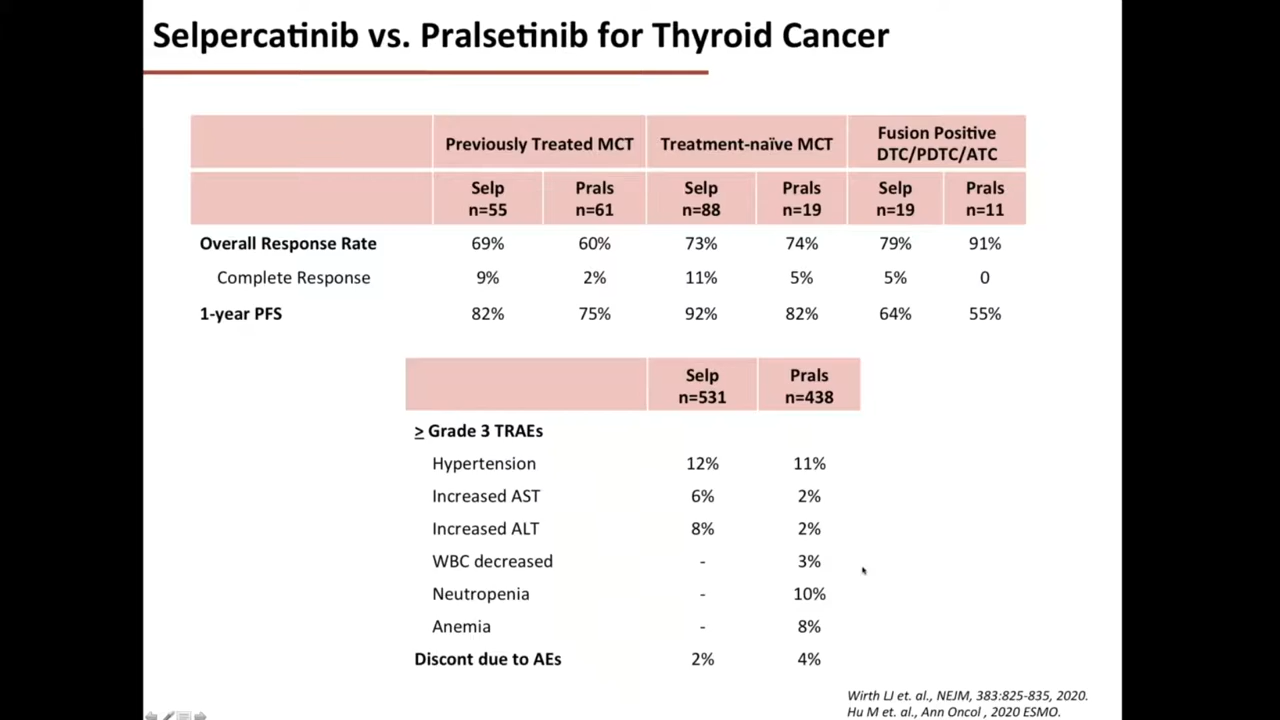 Selpercatinib vs. Pralsetinib for Thyroid Cancer
Previously Treated MCT Treatment-naïve MCT Fusion Positive DTC/PDTC/ATC
Selp n=55 Prals n=61 Selp n=88 Prals n=19 Selp n=19 Prals n=11
Overall Response Rate 69% 60% 73% 74% 79% 91%
Complete Response 9% 2% 11% 5% 5% 0
1-year PFS 82% 75% 92% 82% 64% 55%
Selp n=531 Prals n=438
≥ Grade 3 TRAEs
Hypertension 12% 11%
Increased AST 6% 2%
Increased ALT 8% 2%
WBC decreased - 3%
Neutropenia - 10%
Anemia - 8%
Discont due to AEs 2% 4%
Wirth LJ et. al., NEJM, 383:825-835, 2020.
Hu M et. al., Ann Oncol , 2020 ESMO.